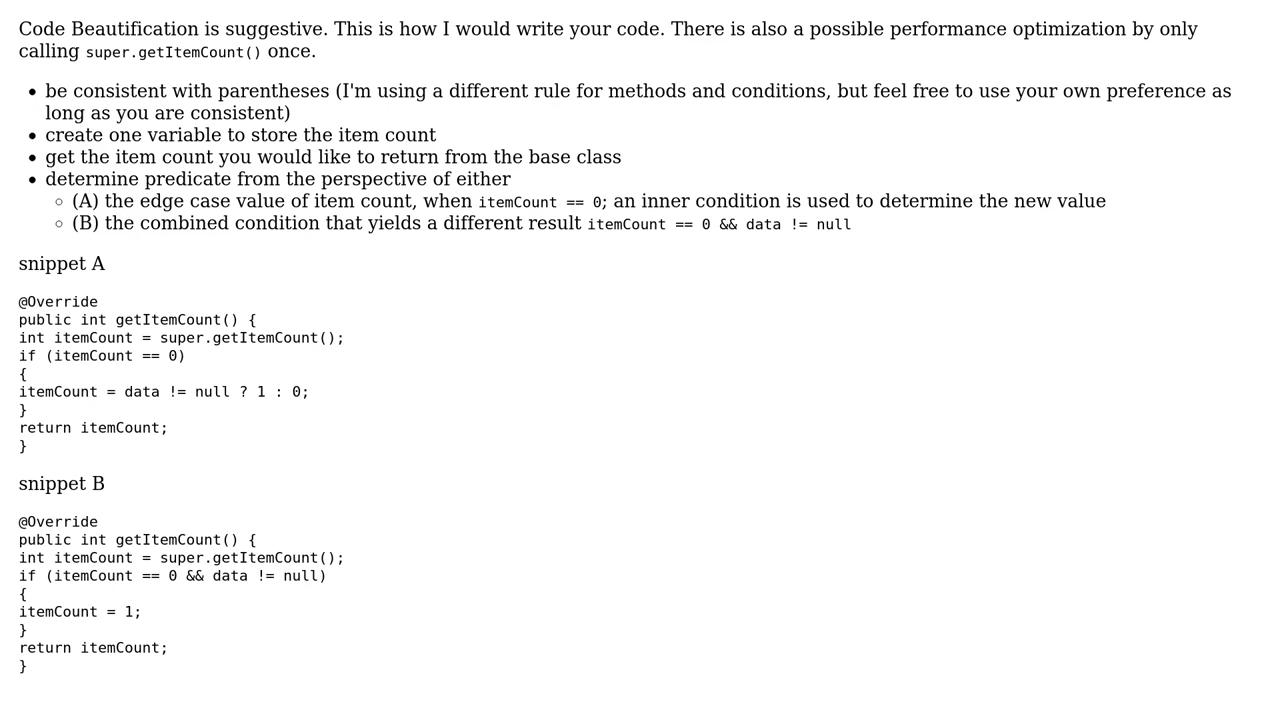 Code Beautification is suggestive. This is how I would write your code. There is also a possible performance optimization by only
calling super.getItemCount() once.
• be consistent with parentheses (I'm using a different rule for methods and conditions, but feel free to use your own preference as
long as you are consistent)
• create one variable to store the item count
• get the item count you would like to return from the base class
• determine predicate from the perspective of either
◦ (A) the edge case value of item count, when itemCount == 0; an inner condition is used to determine the new value
◦ (B) the combined condition that yields a different result itemCount == 0 && data != null
snippet A
@Override
public int getItemCount() {
int itemCount = super.getItemCount();
if (itemCount == 0)
{
itemCount = data != null ? 1 : 0;
}
return itemCount;
}
snippet B
@Override
public int getItemCount() {
int itemCount = super.getItemCount();
if (itemCount == 0 && data != null)
{
itemCount = 1;
}
return itemCount;
}